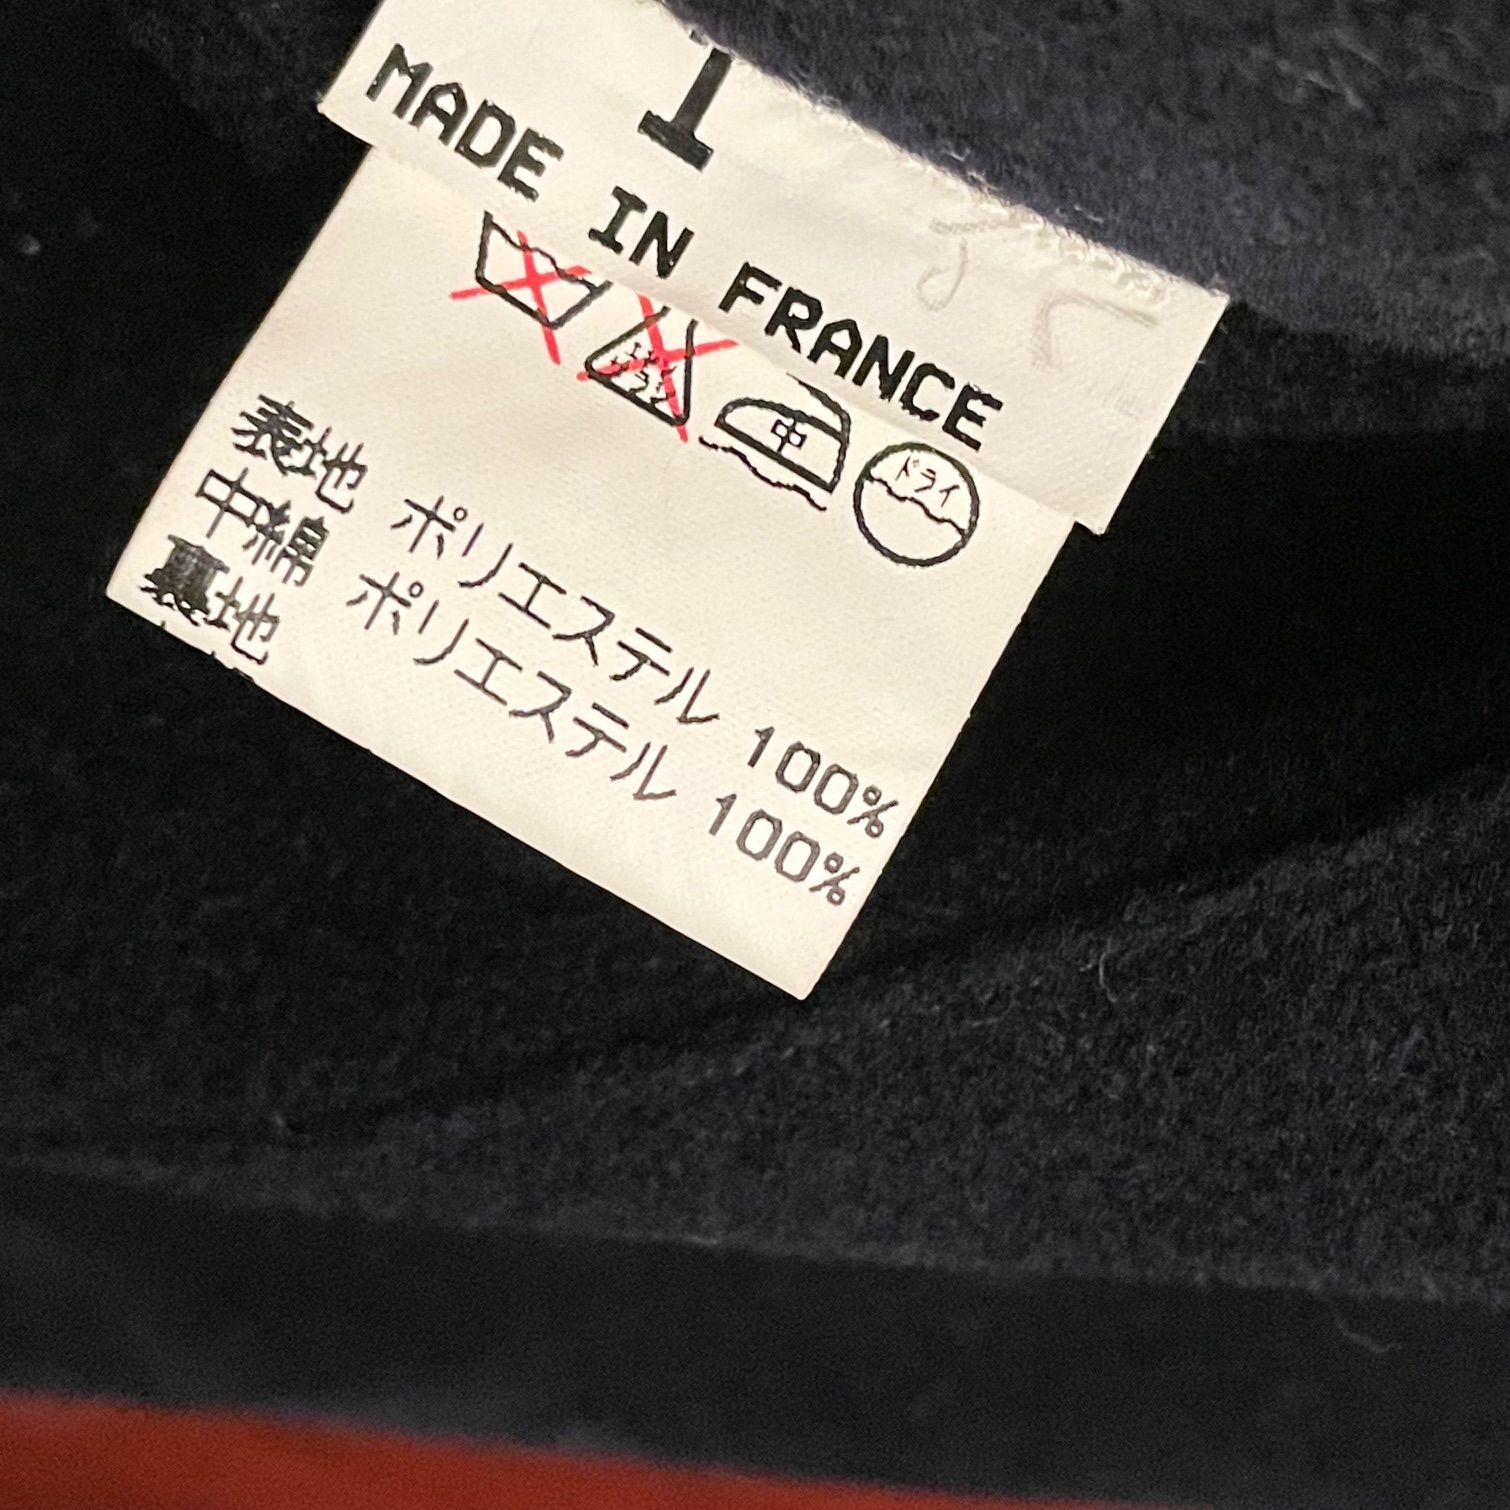 1
MADE IN FRANCE
中
ドライ
表地 ポリエステル 100%
中綿 ポリエステル 100%
裏地